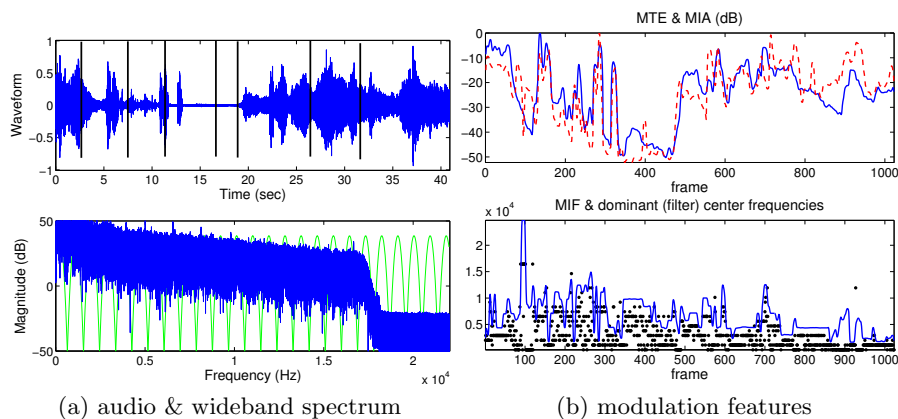 1
0.5
0
−0.5
−1
Waveform
0 5 10 15 20 25 30 35 40
Time (sec)
50
0
−50
Magnitude (dB)
0 0.5 1 1.5 2
x 10⁴
Frequency (Hz)
(a) audio & wideband spectrum
MTE & MIA (dB)
0
−10
−20
−30
−40
−50
0 200 400 600 800 1000
frame
MIF & dominant (filter) center frequencies
x 10⁴
2
1.5
1
0.5
100 200 300 400 500 600 700 800 900 1000
frame
(b) modulation features